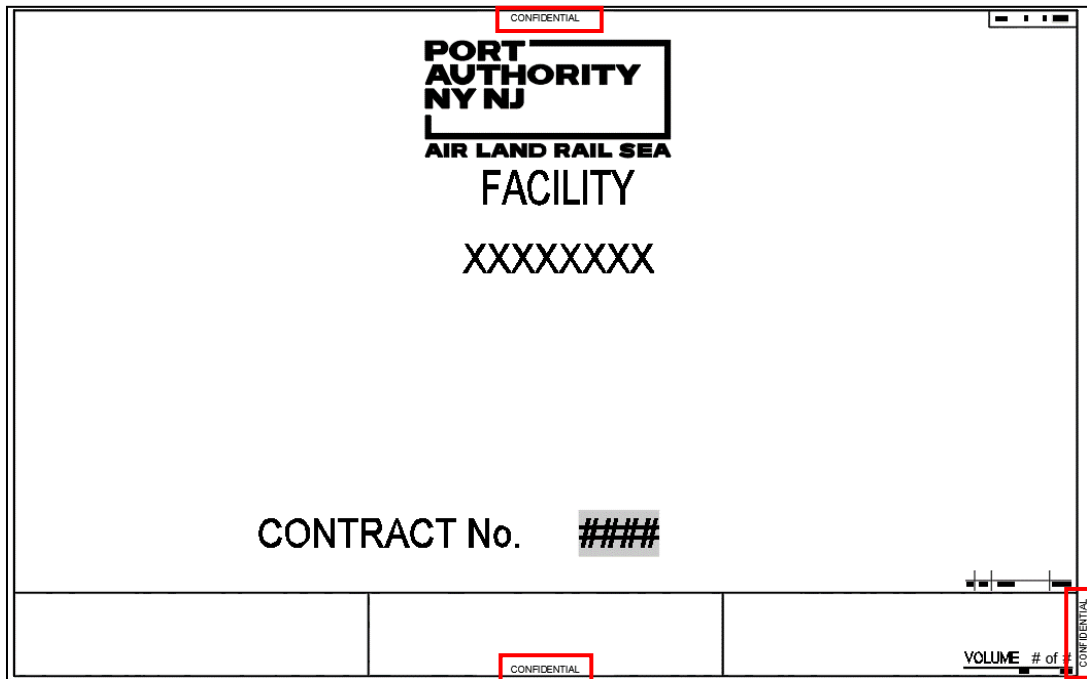 CONFIDENTIAL
PORT
AUTHORITY
NY NJ
AIR LAND RAIL SEA
FACILITY
XXXXXXXX
CONTRACT No. ####
VOLUME # of #
CONFIDENTIAL
CONFIDENTIAL